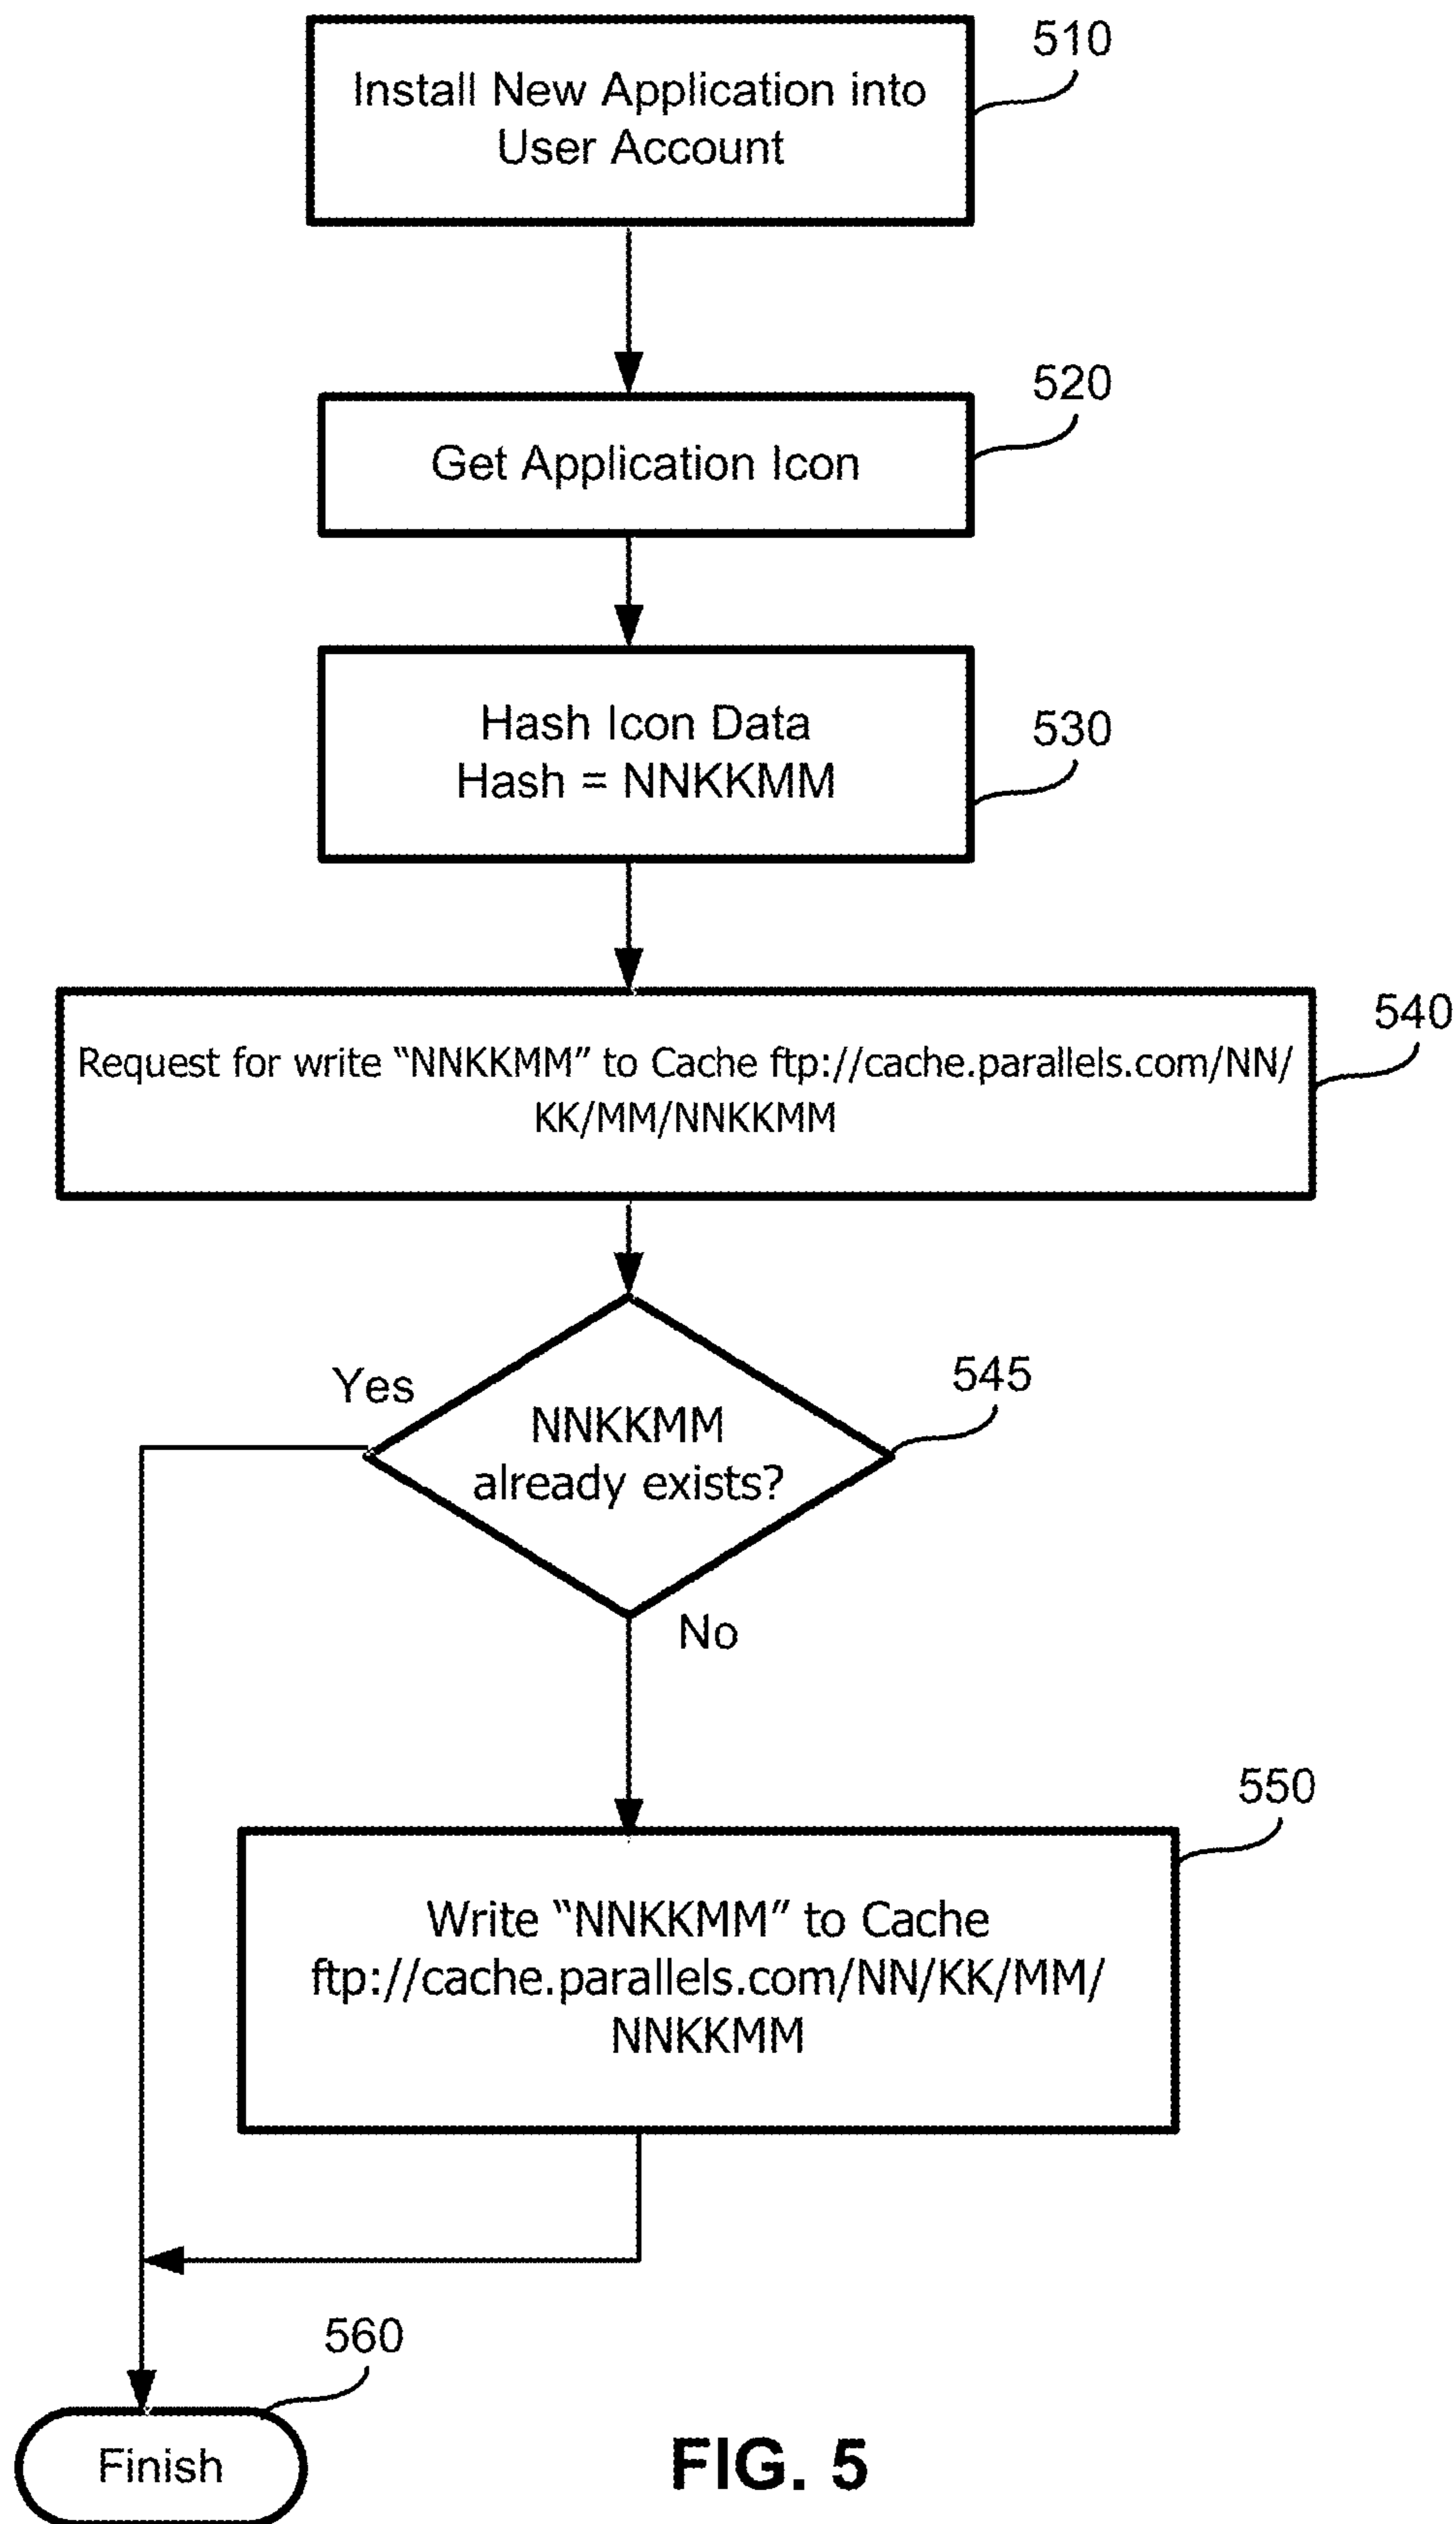 510
Install New Application into
User Account
520
Get Application Icon
530
Hash Icon Data
Hash = NNKKMM
540
Request for write “NNKKMM” to Cache ftp://cache.parallels.com/NN/
KK/MM/NNKKMM
545
Yes
NNKKMM
already exists?
No
550
Write “NNKKMM” to Cache
ftp://cache.parallels.com/NN/KK/MM/
NNKKMM
560
Finish
FIG. 5